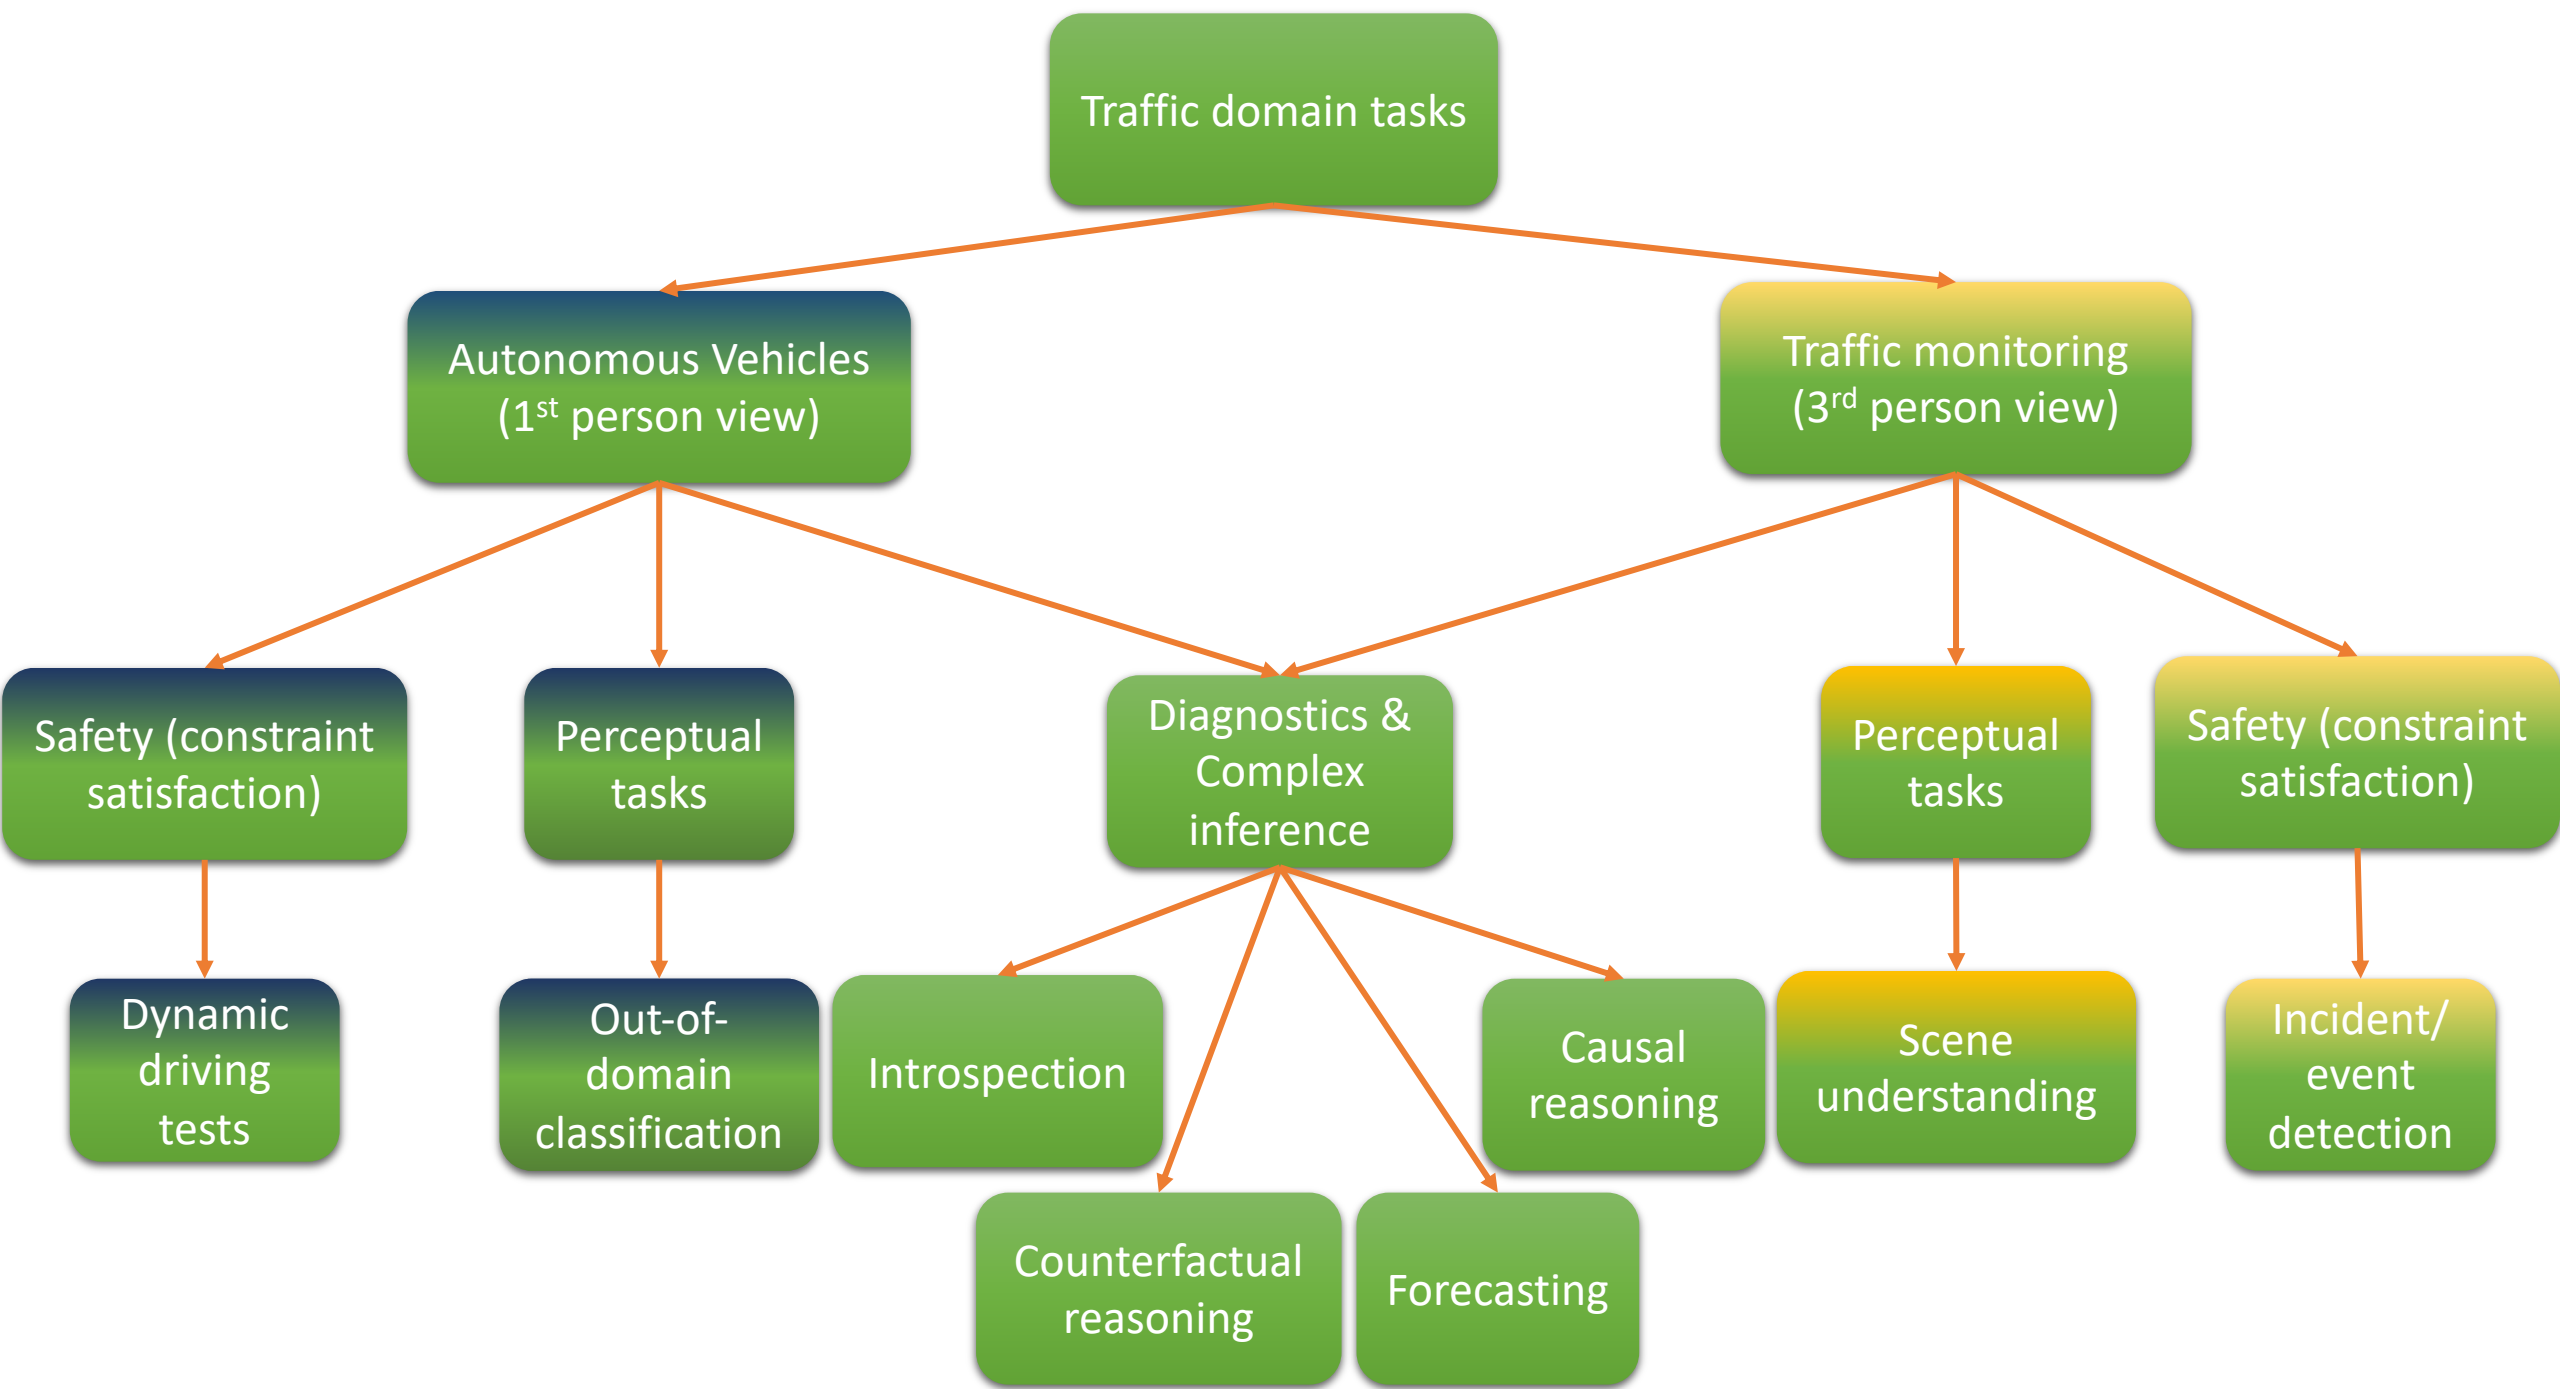 Traffic domain tasks
Autonomous Vehicles
(1st person view)
Traffic monitoring
(3rd person view)
Safety (constraint
satisfaction)
Perceptual
tasks
Diagnostics &
Complex
inference
Perceptual
tasks
Safety (constraint
satisfaction)
Dynamic
driving
tests
Out-of-
domain
classification
Introspection
Causal
reasoning
Scene
understanding
Incident/
event
detection
Counterfactual
reasoning
Forecasting